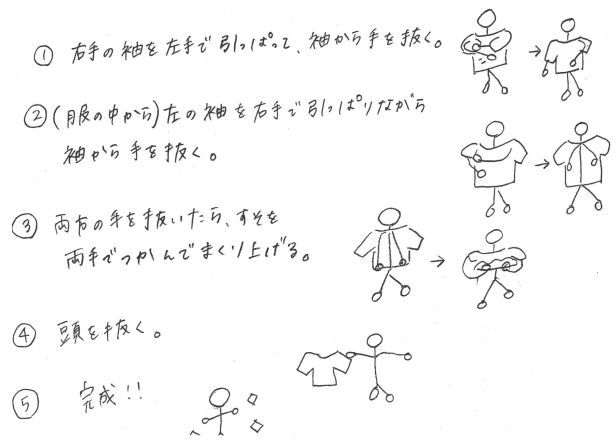 ① 右手の袖を左手で引っぱって、袖から手を抜く。
② (服の中から)左の袖を右手で引っぱりながら
袖から手を抜く。
③ 両方の手を抜いたら、すそを
両手でつかんでまくり上げる。
④ 頭を抜く。
⑤ 完成!!